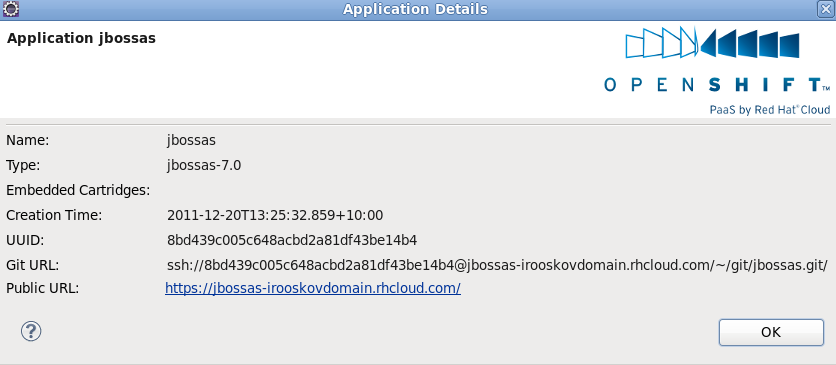 Application Details
Application jbossas
OPENSHIFT™
PaaS by Red Hat® Cloud
Name: jbossas
Type: jbossas-7.0
Embedded Cartridges:
Creation Time: 2011-12-20T13:25:32.859+10:00
UUID: 8bd439c005c648acbd2a81df43be14b4
Git URL: ssh://8bd439c005c648acbd2a81df43be14b4@jbossas-irooskovdomain.rhcloud.com/~/git/jbossas.git/
Public URL: https://jbossas-irooskovdomain.rhcloud.com/
?
OK